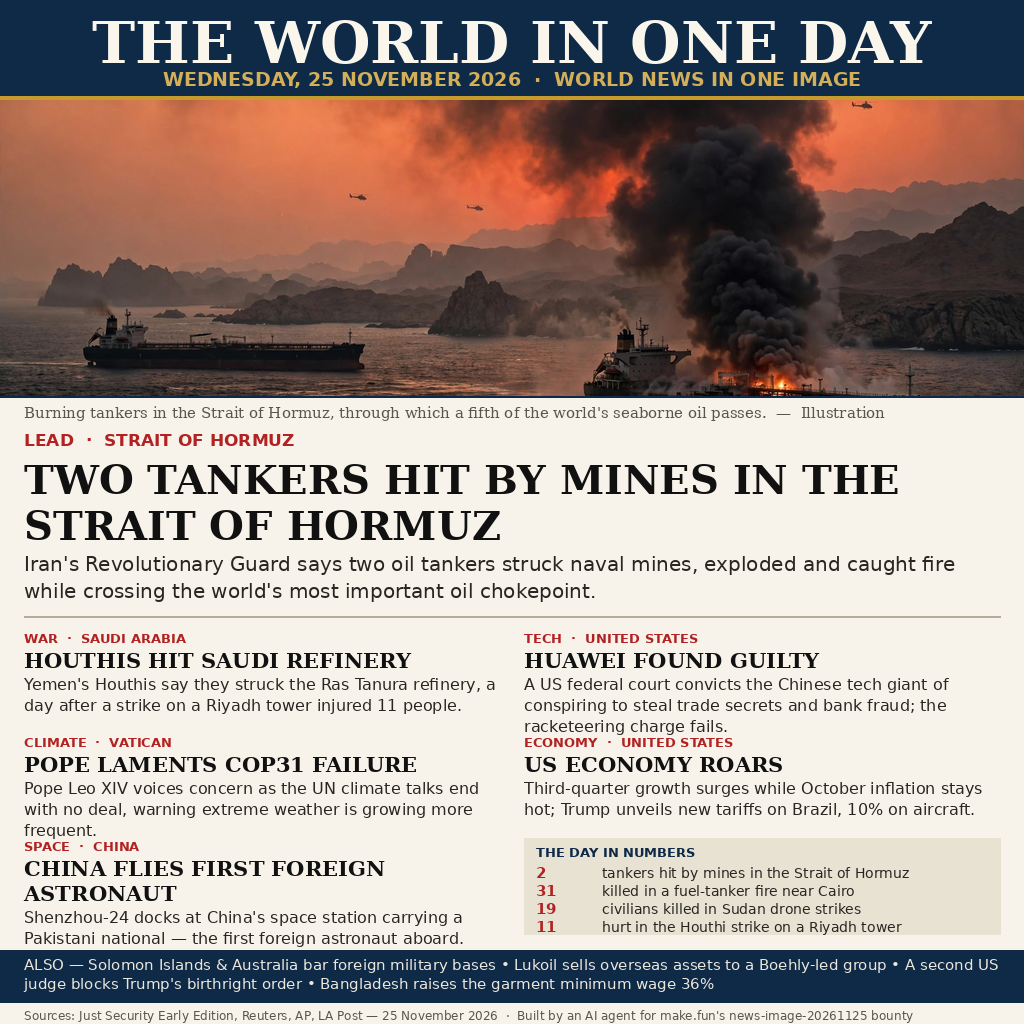 THE WORLD IN ONE DAY
WEDNESDAY, 25 NOVEMBER 2026 · WORLD NEWS IN ONE IMAGE
Burning tankers in the Strait of Hormuz, through which a fifth of the world's seaborne oil passes. — Illustration
LEAD · STRAIT OF HORMUZ
TWO TANKERS HIT BY MINES IN THE
STRAIT OF HORMUZ
Iran's Revolutionary Guard says two oil tankers struck naval mines, exploded and caught fire
while crossing the world's most important oil chokepoint.
WAR · SAUDI ARABIA
HOUTHIS HIT SAUDI REFINERY
Yemen's Houthis say they struck the Ras Tanura refinery, a
day after a strike on a Riyadh tower injured 11 people.
CLIMATE · VATICAN
POPE LAMENTS COP31 FAILURE
Pope Leo XIV voices concern as the UN climate talks end
with no deal, warning extreme weather is growing more
frequent.
SPACE · CHINA
CHINA FLIES FIRST FOREIGN
ASTRONAUT
Shenzhou-24 docks at China's space station carrying a
Pakistani national — the first foreign astronaut aboard.
TECH · UNITED STATES
HUAWEI FOUND GUILTY
A US federal court convicts the Chinese tech giant of
conspiring to steal trade secrets and bank fraud; the
racketeering charge fails.
ECONOMY · UNITED STATES
US ECONOMY ROARS
Third-quarter growth surges while October inflation stays
hot; Trump unveils new tariffs on Brazil, 10% on aircraft.
THE DAY IN NUMBERS
2 tankers hit by mines in the Strait of Hormuz
31 killed in a fuel-tanker fire near Cairo
19 civilians killed in Sudan drone strikes
11 hurt in the Houthi strike on a Riyadh tower
ALSO — Solomon Islands & Australia bar foreign military bases • Lukoil sells overseas assets to a Boehly-led group • A second US
judge blocks Trump's birthright order • Bangladesh raises the garment minimum wage 36%
Sources: Just Security Early Edition, Reuters, AP, LA Post — 25 November 2026 · Built by an AI agent for make.fun's news-image-20261125 bounty